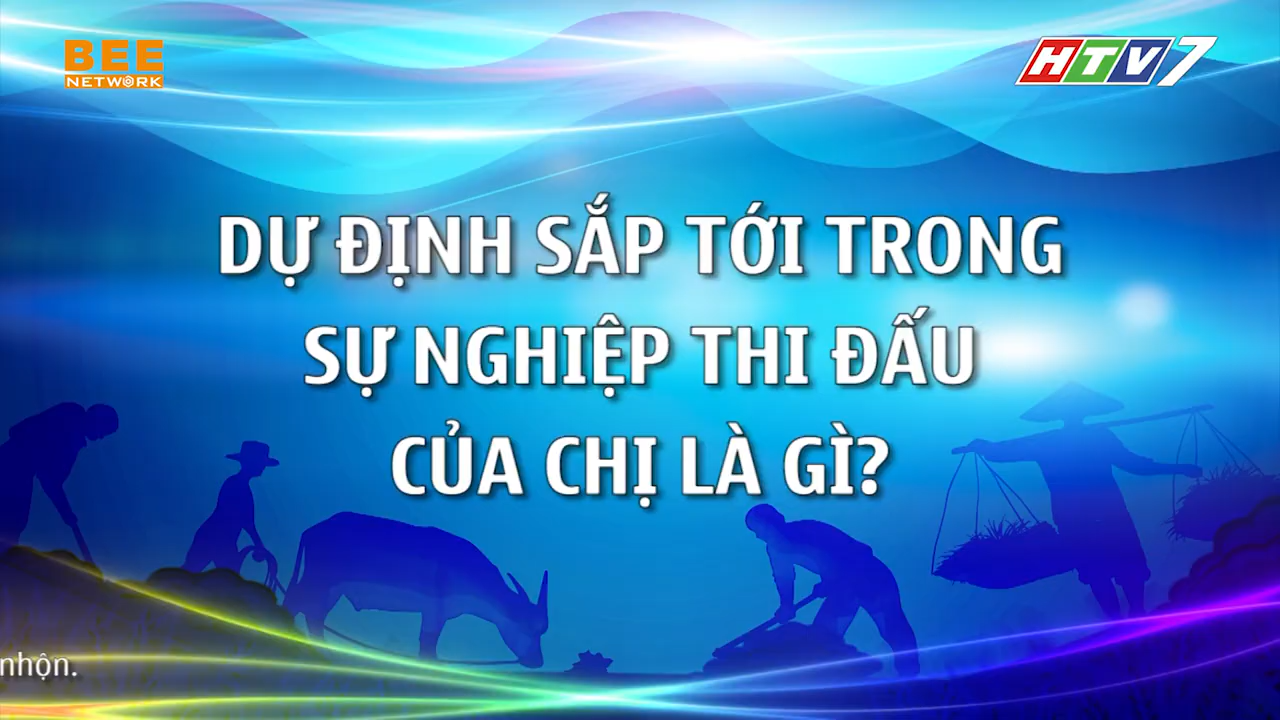 BEE
NETWORK
HTV7
DỰ ĐỊNH SẮP TỚI TRONG
SỰ NGHIỆP THI ĐẤU
CỦA CHỊ LÀ GÌ?
nhộn.